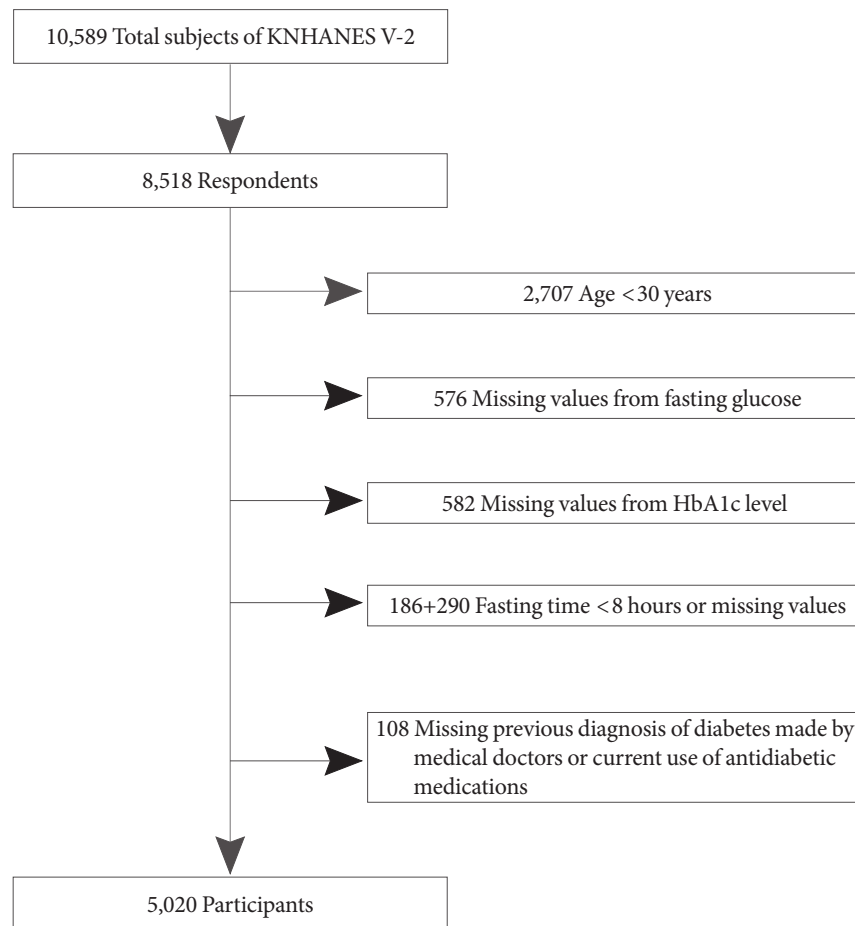 10,589 Total subjects of KNHANES V-2
8,518 Respondents
2,707 Age <30 years
576 Missing values from fasting glucose
582 Missing values from HbA1c level
186+290 Fasting time <8 hours or missing values
108 Missing previous diagnosis of diabetes made by
medical doctors or current use of antidiabetic
medications
5,020 Participants